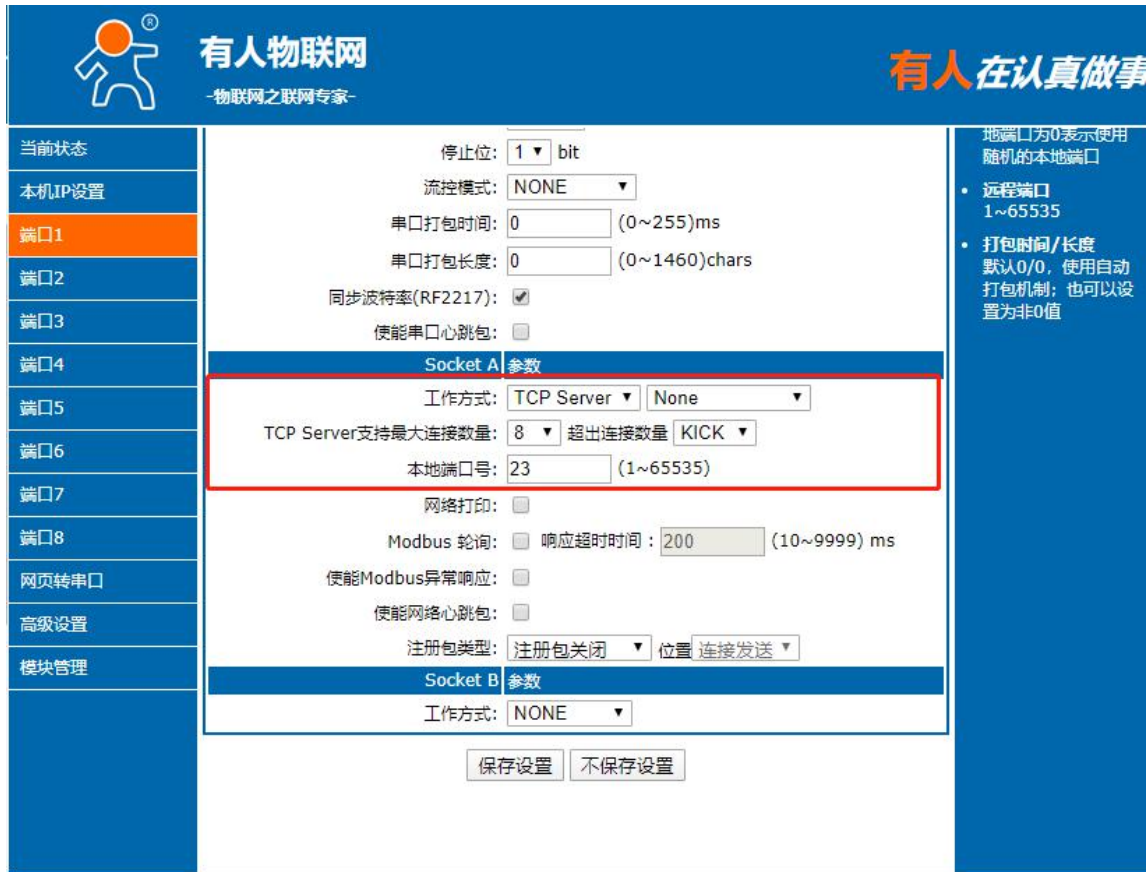 ®
有人物联网
-物联网之联网专家-
有人在认真做事
当前状态
本机IP设置
端口1
端口2
端口3
端口4
端口5
端口6
端口7
端口8
网页转串口
高级设置
模块管理
停止位: 1 bit
流控模式: NONE
串口打包时间: 0 (0~255)ms
串口打包长度: 0 (0~1460)chars
同步波特率(RF2217):
使能串口心跳包:
Socket A 参数
工作方式: TCP Server None
TCP Server支持最大连接数量: 8 超出连接数量 KICK
本地端口号: 23 (1~65535)
网络打印:
Modbus 轮询: 响应超时时间: 200 (10~9999) ms
使能Modbus异常响应:
使能网络心跳包:
注册包类型: 注册包关闭 位置 连接发送
Socket B 参数
工作方式: NONE
保存设置 不保存设置
地端口为0表示使用
随机的本地端口
• 远程端口
1~65535
• 打包时间/长度
默认0/0，使用自动
打包机制；也可以设
置为非0值